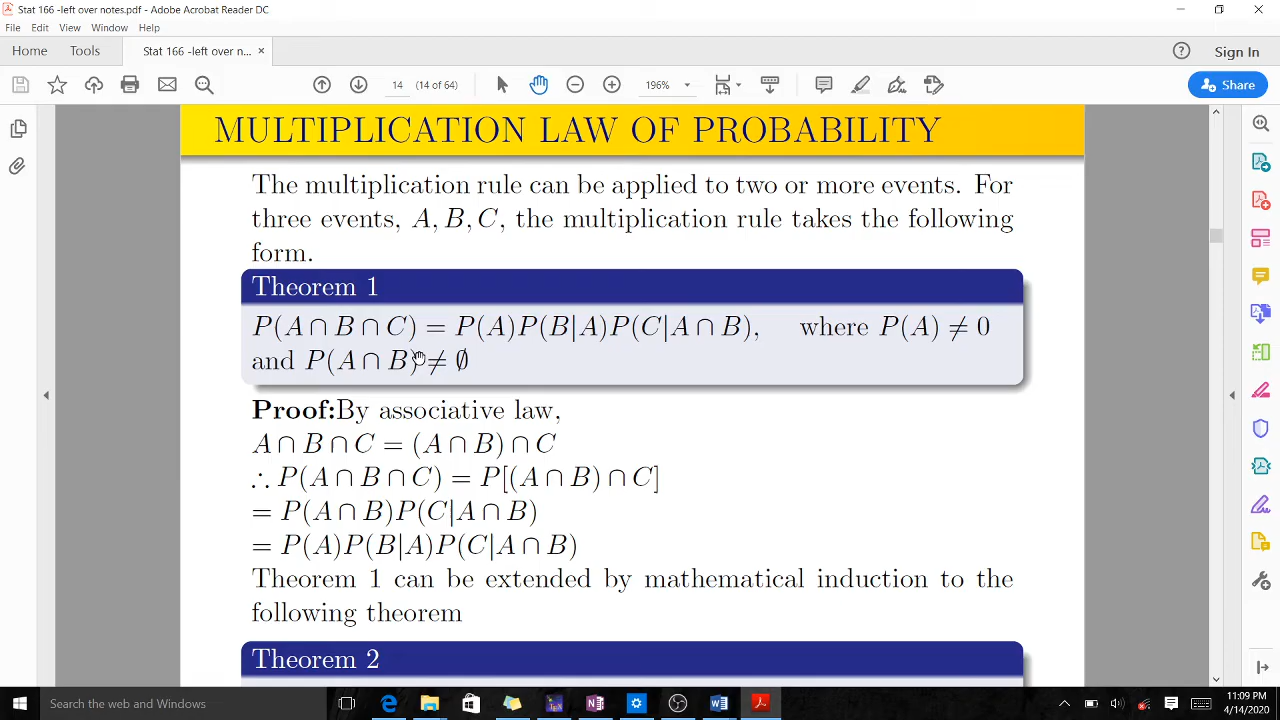 Stat 166 -left over notes.pdf - Adobe Acrobat Reader DC
File Edit View Window Help
Home Tools Stat 166 -left over n... × Sign In
14 (14 of 64) 196% Share
MULTIPLICATION LAW OF PROBABILITY
The multiplication rule can be applied to two or more events. For
three events, A, B, C, the multiplication rule takes the following
form.
Theorem 1
P(A ∩ B ∩ C) = P(A)P(B|A)P(C|A ∩ B), where P(A) ≠ 0
and P(A ∩ B) ≠ ∅
Proof:By associative law,
A ∩ B ∩ C = (A ∩ B) ∩ C
∴ P(A ∩ B ∩ C) = P[(A ∩ B) ∩ C]
= P(A ∩ B)P(C|A ∩ B)
= P(A)P(B|A)P(C|A ∩ B)
Theorem 1 can be extended by mathematical induction to the
following theorem
Theorem 2
Search the web and Windows
11:09 PM
4/14/2020